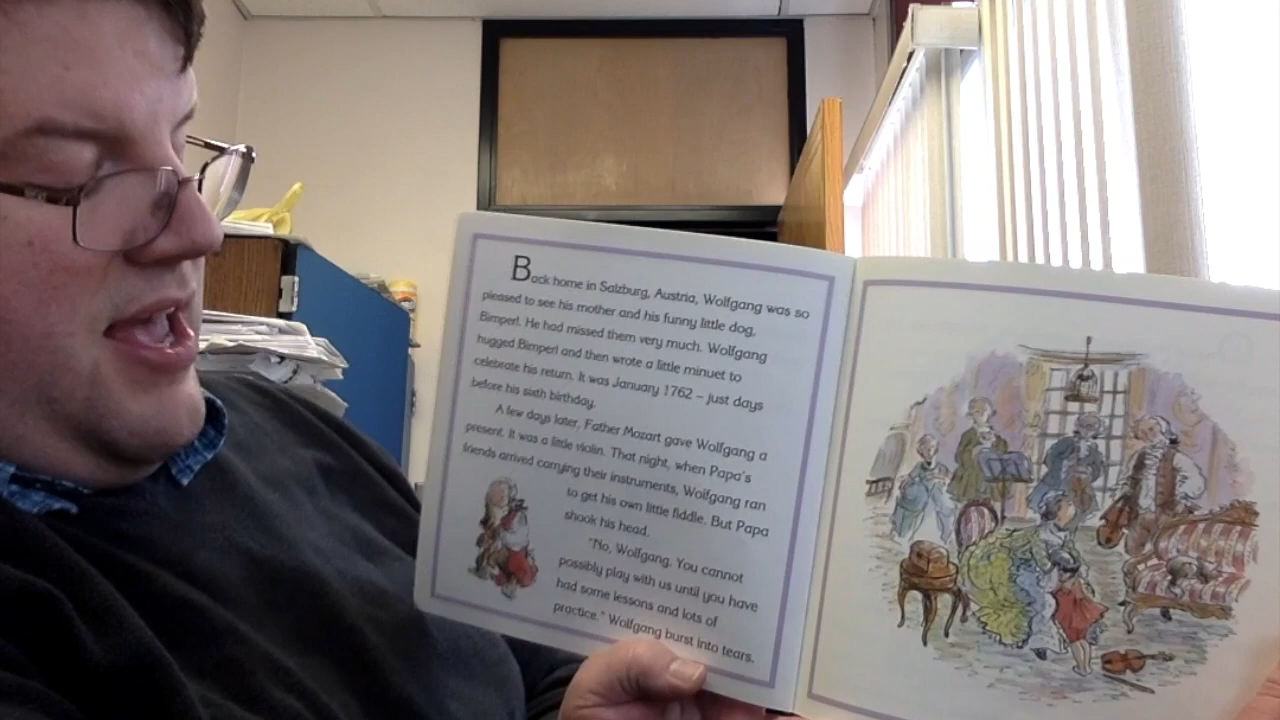 Back home in Salzburg, Austria, Wolfgang was so
pleased to see his mother and his funny little dog,
Bimperl. He had missed them very much. Wolfgang
hugged Bimperl and then wrote a little minuet to
celebrate his return. It was January 1762 – just days
before his sixth birthday.
A few days later, Father Mozart gave Wolfgang a
present. It was a little violin. That night, when Papa's
friends arrived carrying their instruments, Wolfgang ran
to get his own little fiddle. But Papa
shook his head.
"No, Wolfgang. You cannot
possibly play with us until you have
had some lessons and lots of
practice." Wolfgang burst into tears.